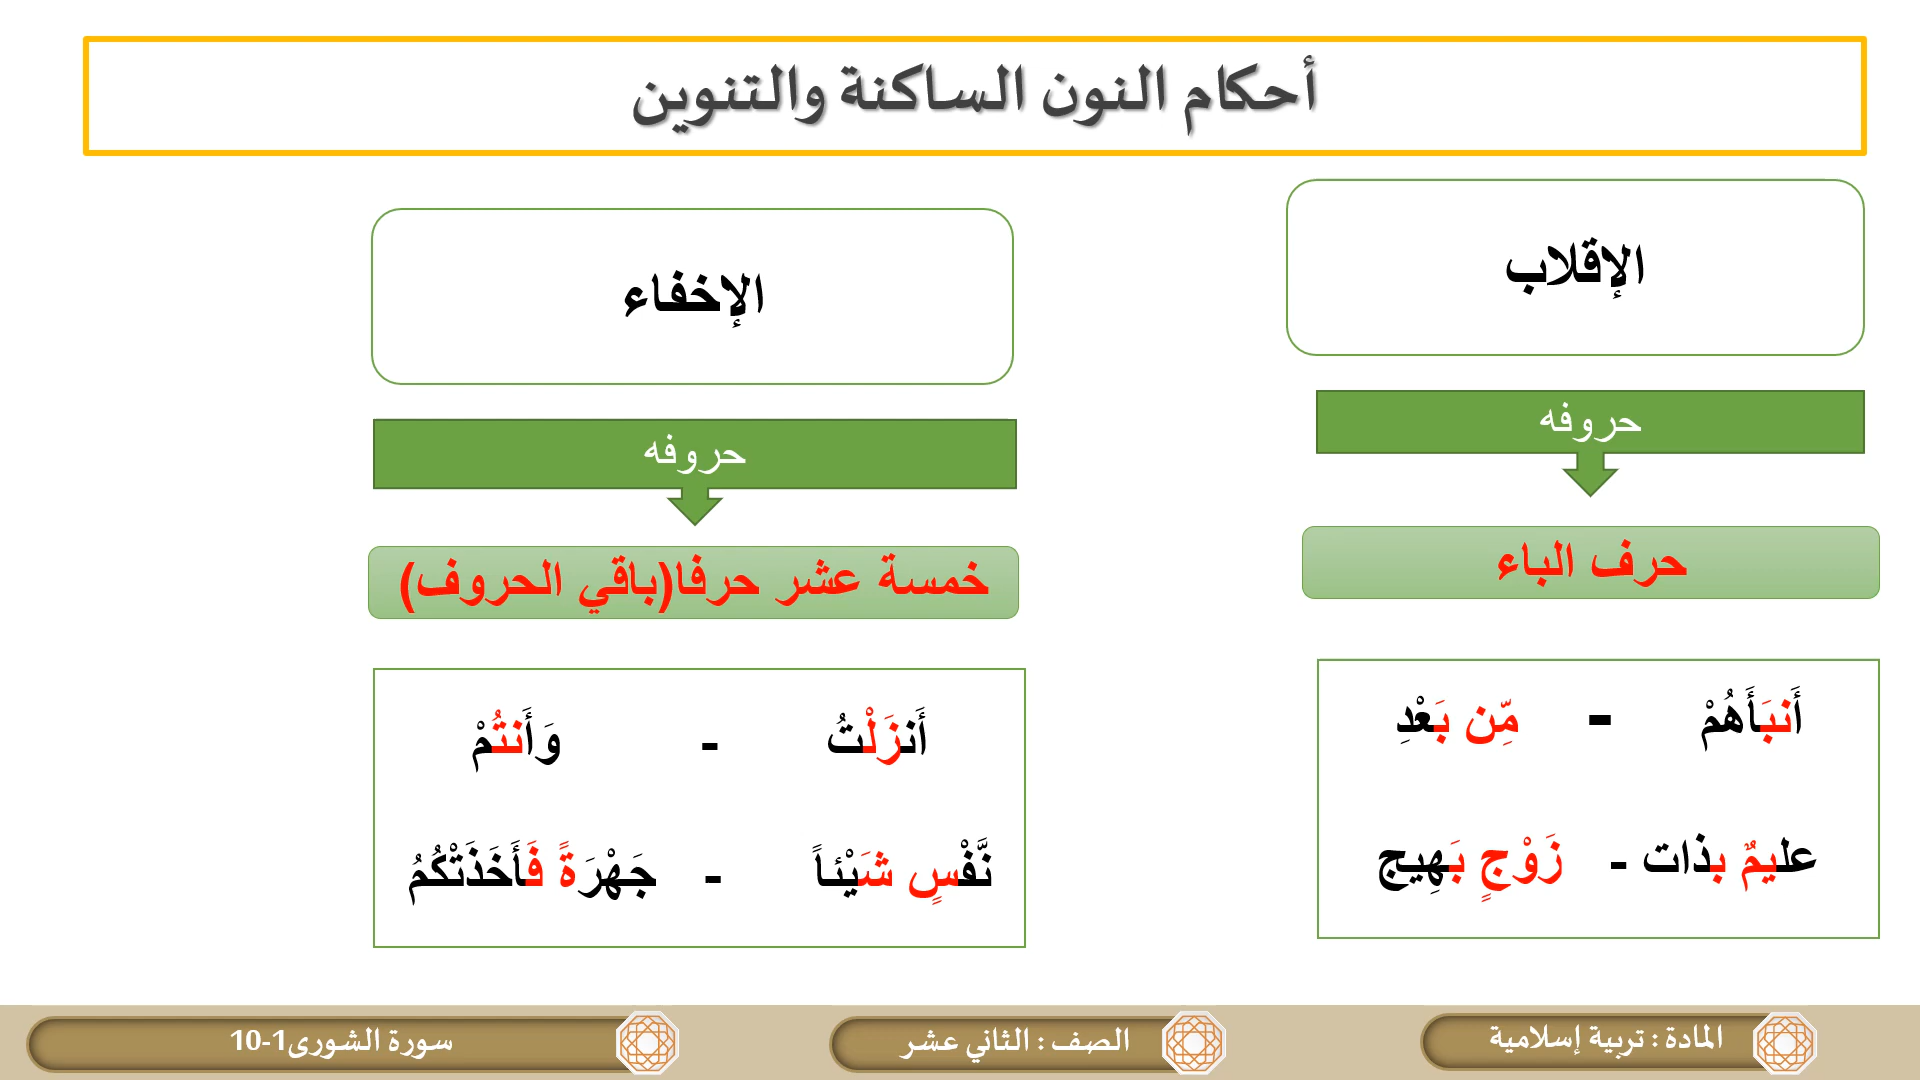 أحكام النون الساكنة والتنوين
الإقلاب
حروفه
حرف الباء
أَنبَأَهُمْ - مِّن بَعْدِ
عليمٌ بذات - زَوْجٍ بَهِيج
الإخفاء
حروفه
خمسة عشر حرفا(باقي الحروف)
أَنزَلْتُ - وَأَنتُمْ
نَّفْسٍ شَيْئاً - جَهْرَةً فَأَخَذَتْكُمُ
المادة : تربية إسلامية
الصف : الثاني عشر
سورة الشورى1-10